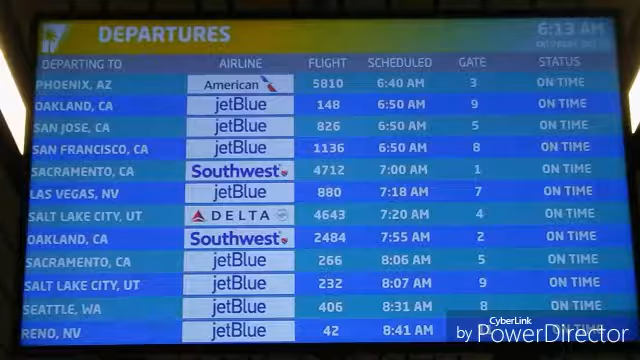 DEPARTURES 6:13 AM
DEPARTING TO AIRLINE FLIGHT SCHEDULED GATE STATUS
PHOENIX, AZ American 5810 6:40 AM 3 ON TIME
OAKLAND, CA jetBlue 148 6:50 AM 9 ON TIME
SAN JOSE, CA jetBlue 826 6:50 AM 5 ON TIME
SAN FRANCISCO, CA jetBlue 1136 6:50 AM 8 ON TIME
SACRAMENTO, CA Southwest 4712 7:00 AM 1 ON TIME
LAS VEGAS, NV jetBlue 880 7:18 AM 7 ON TIME
SALT LAKE CITY, UT DELTA 4643 7:20 AM 4 ON TIME
OAKLAND, CA Southwest 2484 7:55 AM 2 ON TIME
SACRAMENTO, CA jetBlue 266 8:06 AM 5 ON TIME
SALT LAKE CITY, UT jetBlue 232 8:07 AM 9 ON TIME
SEATTLE, WA jetBlue 406 8:31 AM 8 ON TIME
RENO, NV jetBlue 42 8:41 AM ON TIME
CyberLink
by PowerDirector